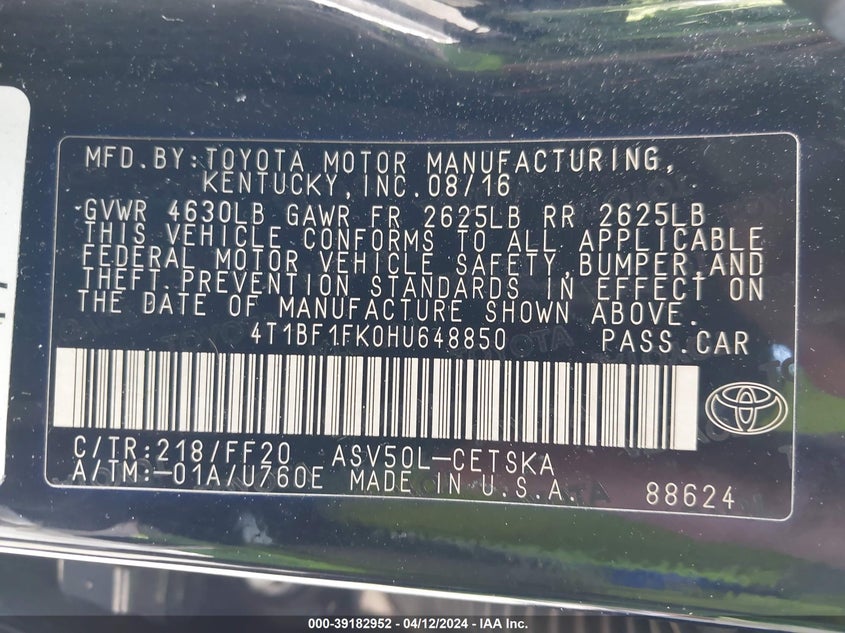 MFD.BY:TOYOTA MOTOR MANUFACTURING,
KENTUCKY, INC. 08/16
GVWR 4630LB GAWR FR 2625LB RR 2625LB
THIS VEHICLE CONFORMS TO ALL APPLICABLE
FEDERAL MOTOR VEHICLE SAFETY,BUMPER,AND
THEFT PREVENTION STANDARDS IN EFFECT ON
THE DATE OF MANUFACTURE SHOWN ABOVE.
4T1BF1FK0HU648850 PASS.CAR
C/TR:218/FF20 ASV50L-CETSKA
A/TM:-01A/U760E MADE IN U.S.A. 88624
000-39182952 - 04/12/2024 - IAA Inc.